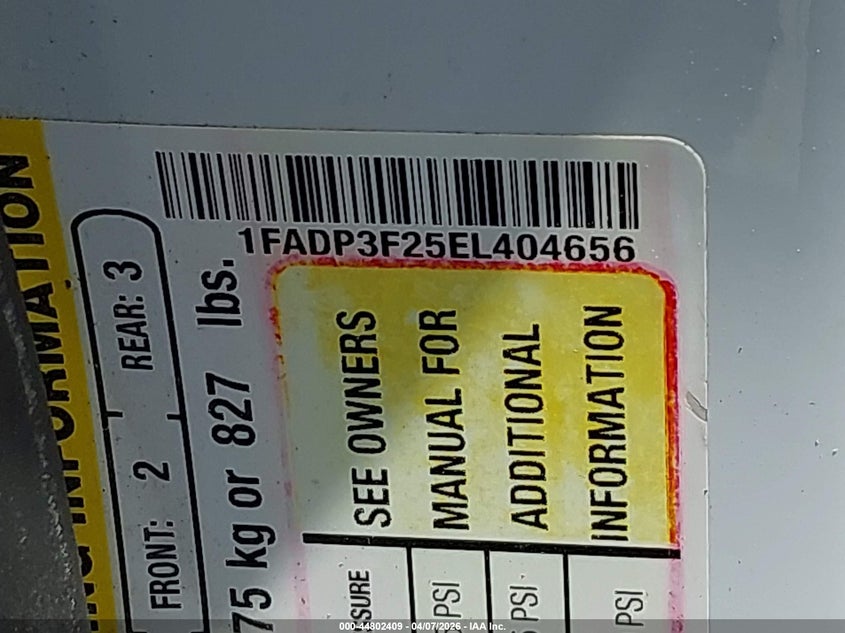 1FADP3F25EL404656
INFORMATION
FRONT: 2 REAR: 3
75 kg or 827 lbs.
SEE OWNERS
MANUAL FOR
ADDITIONAL
INFORMATION
PSI
PSI
PSI
000-44802409 - 04/07/2026 - IAA Inc.